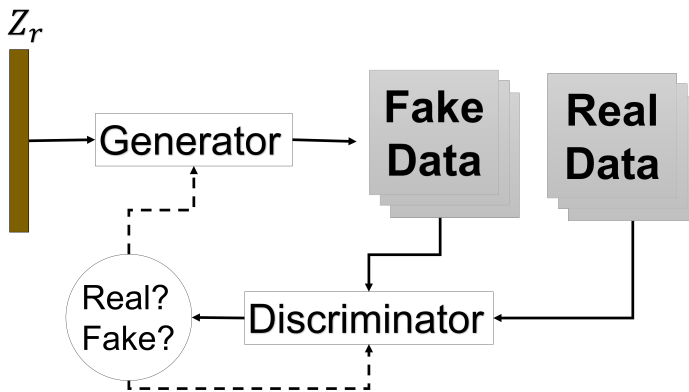 Z_r
Generator
Fake
Data
Real
Data
Real?
Fake?
Discriminator